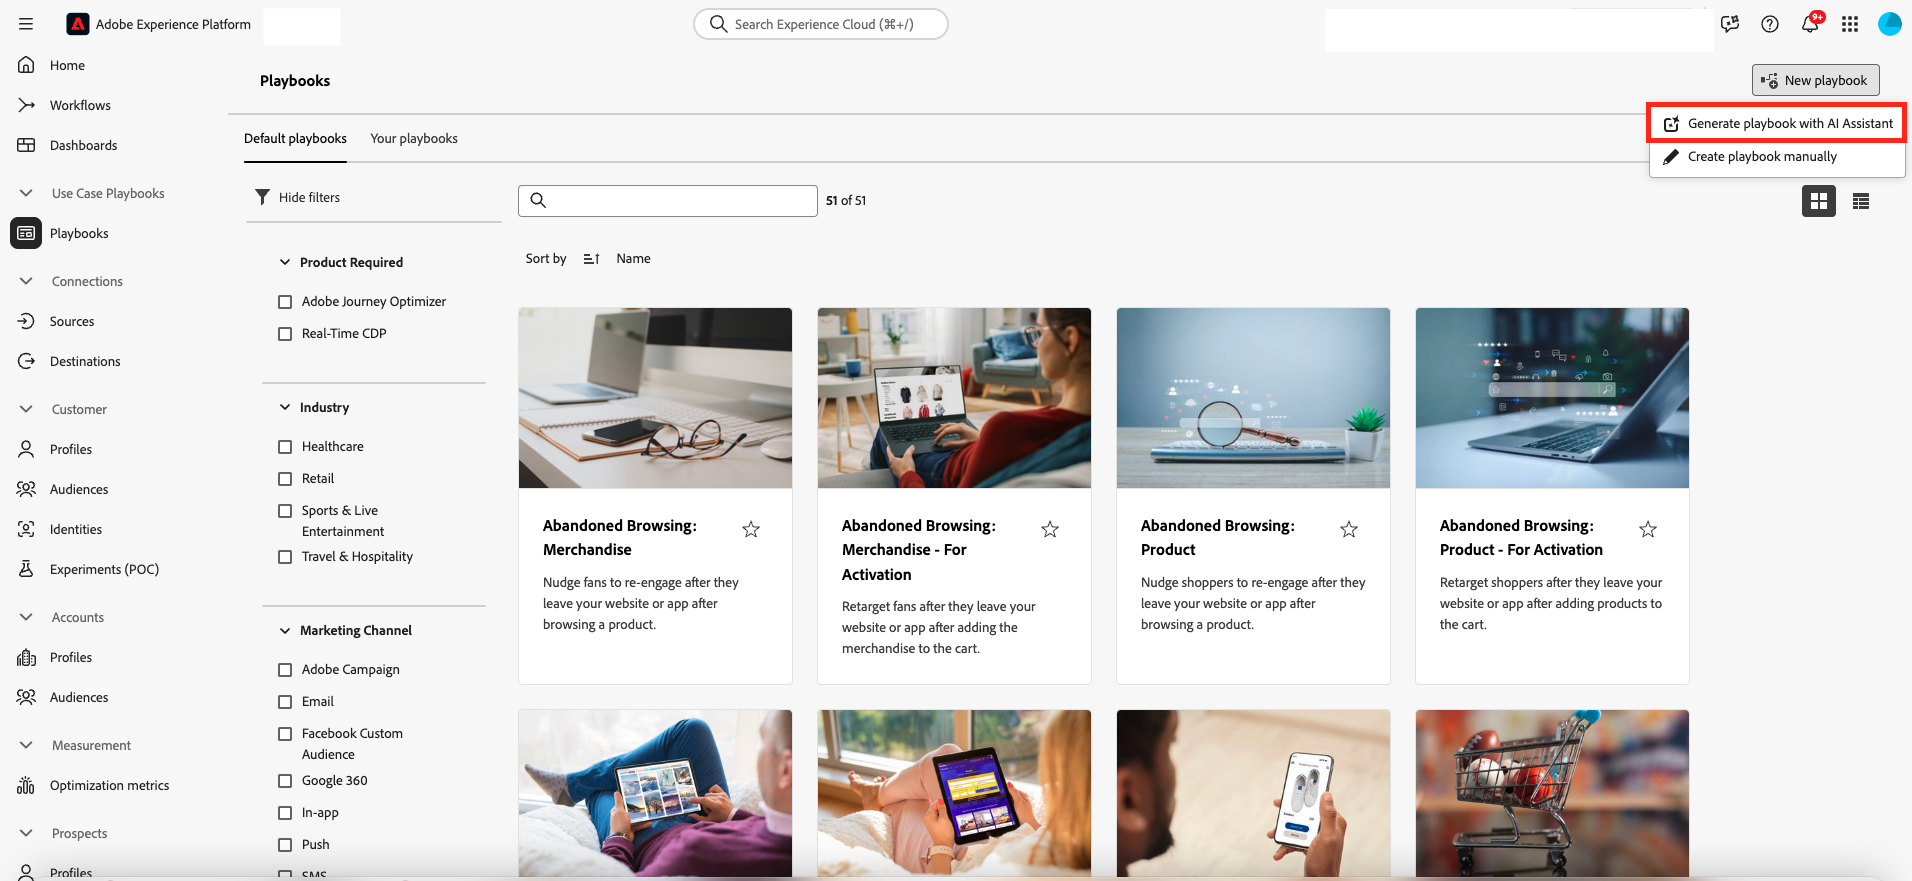 Adobe Experience Platform
Search Experience Cloud (⌘+/)
9+
Home
Workflows
Dashboards
Use Case Playbooks
Playbooks
Connections
Sources
Destinations
Customer
Profiles
Audiences
Identities
Experiments (POC)
Accounts
Profiles
Audiences
Measurement
Optimization metrics
Prospects
Profiles
Playbooks
New playbook
Generate playbook with AI Assistant
Create playbook manually
Default playbooks
Your playbooks
Hide filters
51 of 51
Sort by
Name
Product Required
Adobe Journey Optimizer
Real-Time CDP
Industry
Healthcare
Retail
Sports & Live
Entertainment
Travel & Hospitality
Marketing Channel
Adobe Campaign
Email
Facebook Custom
Audience
Google 360
In-app
Push
SMS
Abandoned Browsing:
Merchandise
Nudge fans to re-engage after they
leave your website or app after
browsing a product.
Abandoned Browsing:
Merchandise - For
Activation
Retarget fans after they leave your
website or app after adding the
merchandise to the cart.
Abandoned Browsing:
Product
Nudge shoppers to re-engage after they
leave your website or app after
browsing a product.
Abandoned Browsing:
Product - For Activation
Retarget shoppers after they leave your
website or app after adding products to
the cart.